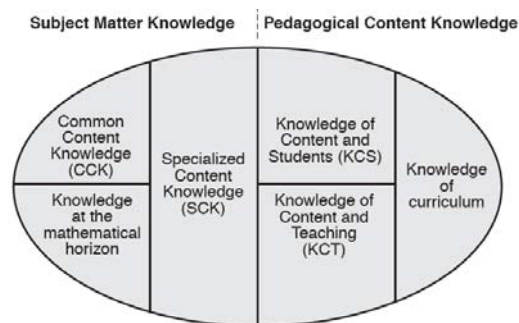 Subject Matter Knowledge
Pedagogical Content Knowledge
Common
Content
Knowledge
(CCK)
Knowledge
at the
mathematical
horizon
Specialized
Content
Knowledge
(SCK)
Knowledge of
Content and
Students (KCS)
Knowledge of
Content and
Teaching
(KCT)
Knowledge
of
curriculum